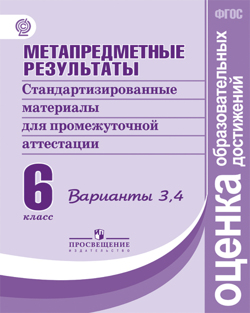 ФГОС
МЕТАПРЕДМЕТНЫЕ
РЕЗУЛЬТАТЫ
Стандартизированные
материалы
для промежуточной
аттестации
6
класс
Варианты 3,4
ПРОСВЕЩЕНИЕ
ИЗДАТЕЛЬСТВО
оценка
образовательных
достижений